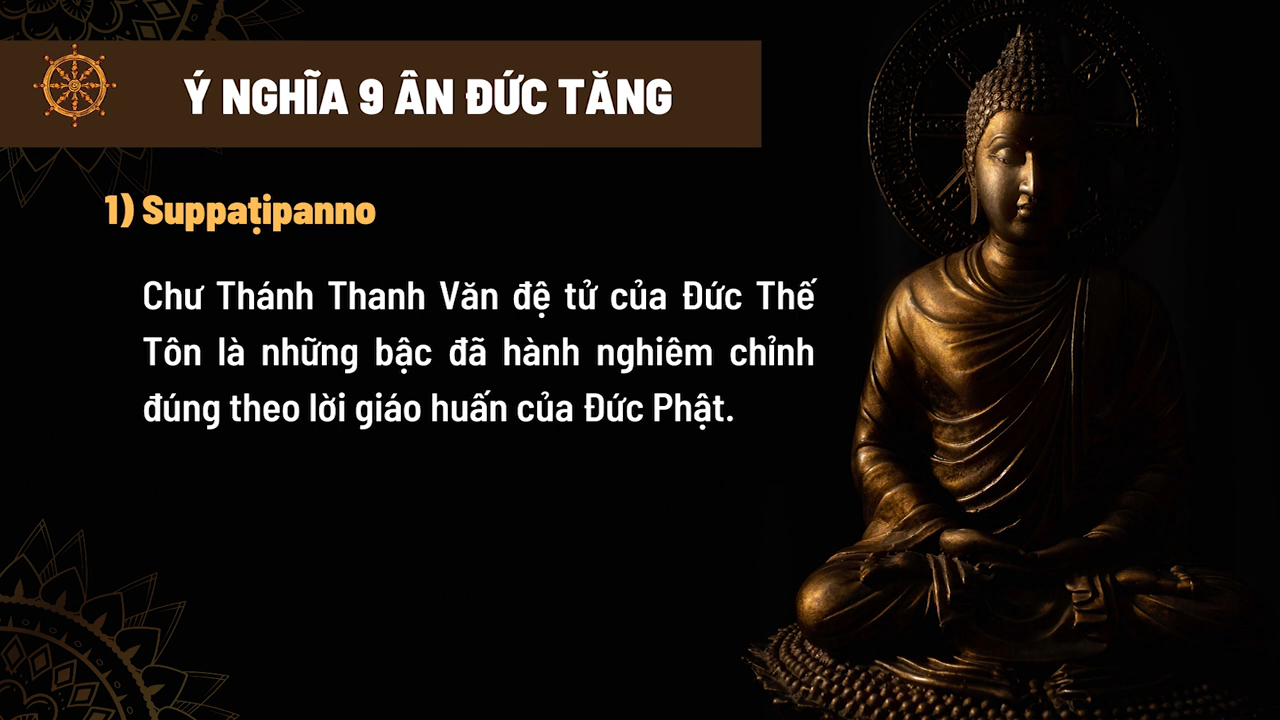 Ý NGHĨA 9 ÂN ĐỨC TĂNG
1) Suppaṭipanno
Chư Thánh Thanh Văn đệ tử của Đức Thế
Tôn là những bậc đã hành nghiêm chỉnh
đúng theo lời giáo huấn của Đức Phật.